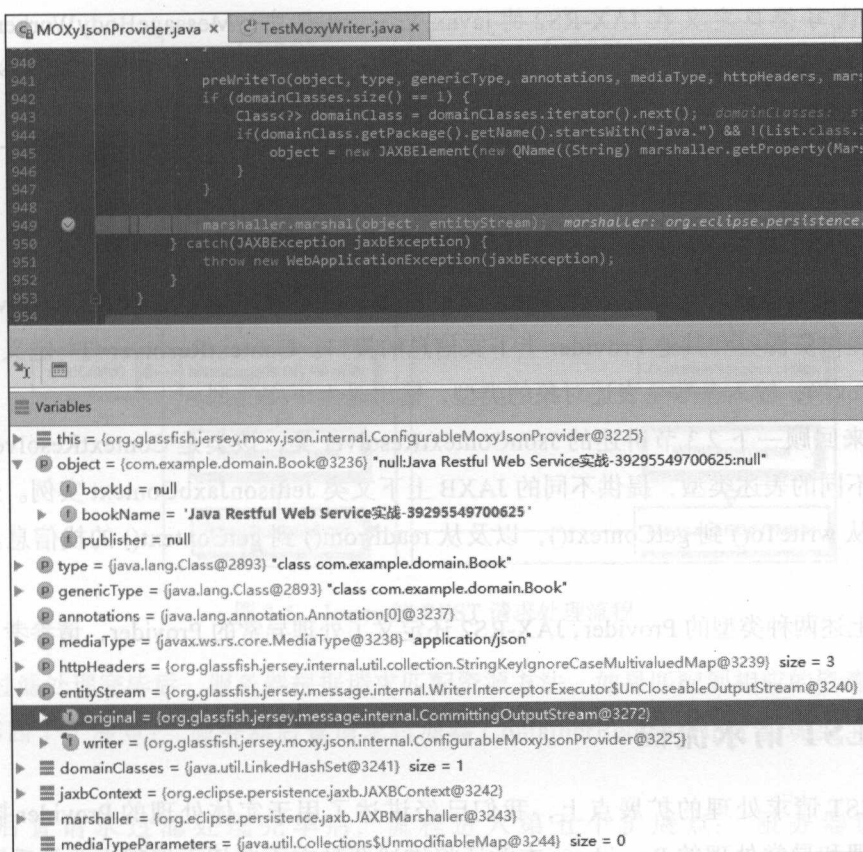 MOXyJsonProvider.java × TestMoxyWriter.java ×
940
941 preWriteTo(object, type, genericType, annotations, mediaType, httpHeaders, mars
942 if (domainClasses.size() == 1) {
943 Class<?> domainClass = domainClasses.iterator().next(); domainClasses:
944 if(domainClass.getPackage().getName().startsWith("java.") && !(List.class.
945 object = new JAXBElement(new QName((String) marshaller.getProperty(Mars
946 }
947 }
948
949 marshaller.marshal(object, entityStream); marshaller: org.eclipse.persistence.
950 } catch(JAXBException jaxbException) {
951 throw new WebApplicationException(jaxbException);
952 }
953 }
954
Variables
this = {org.glassfish.jersey.moxy.json.internal.ConfigurableMoxyJsonProvider@3225}
object = {com.example.domain.Book@3236} "null:Java Restful Web Service实战-39295549700625:null"
bookId = null
bookName = "Java Restful Web Service实战-39295549700625"
publisher = null
type = {java.lang.Class@2893} "class com.example.domain.Book"
genericType = {java.lang.Class@2893} "class com.example.domain.Book"
annotations = {java.lang.annotation.Annotation[0]@3237}
mediaType = {javax.ws.rs.core.MediaType@3238} "application/json"
httpHeaders = {org.glassfish.jersey.internal.util.collection.StringKeyIgnoreCaseMultivaluedMap@3239} size = 3
entityStream = {org.glassfish.jersey.message.internal.WriterInterceptorExecutor$UnCloseableOutputStream@3240}
original = {org.glassfish.jersey.message.internal.CommittingOutputStream@3272}
writer = {org.glassfish.jersey.moxy.json.internal.ConfigurableMoxyJsonProvider@3225}
domainClasses = {java.util.LinkedHashSet@3241} size = 1
jaxbContext = {org.eclipse.persistence.jaxb.JAXBContext@3242}
marshaller = {org.eclipse.persistence.jaxb.JAXBMarshaller@3243}
mediaTypeParameters = {java.util.Collections$UnmodifiableMap@3244} size = 0